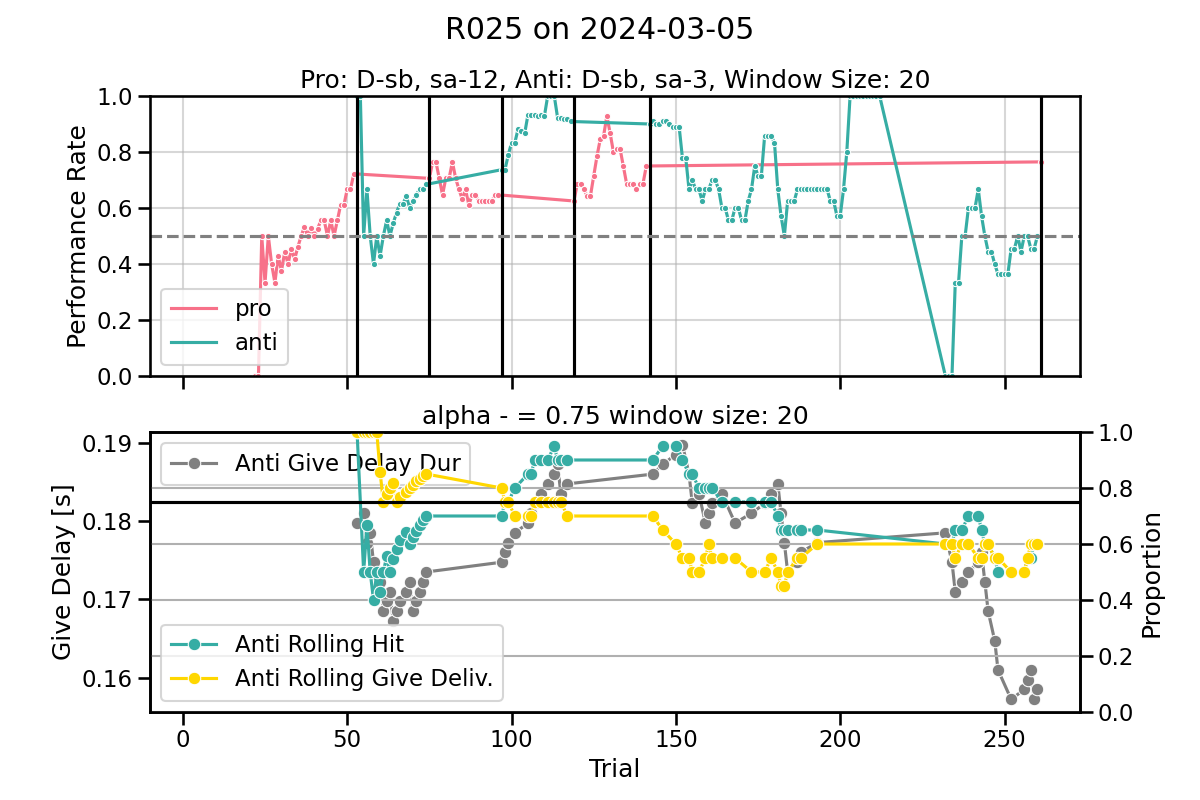 R025 on 2024-03-05
Pro: D-sb, sa-12, Anti: D-sb, sa-3, Window Size: 20
Performance Rate
1.0
0.8
0.6
0.4
0.2
0.0
pro
anti
alpha - = 0.75 window size: 20
Give Delay [s]
0.19
0.18
0.17
0.16
Anti Give Delay Dur
Anti Rolling Hit
Anti Rolling Give Deliv.
1.0
0.8
0.6
0.4
0.2
0.0
Proportion
0 50 100 150 200 250
Trial